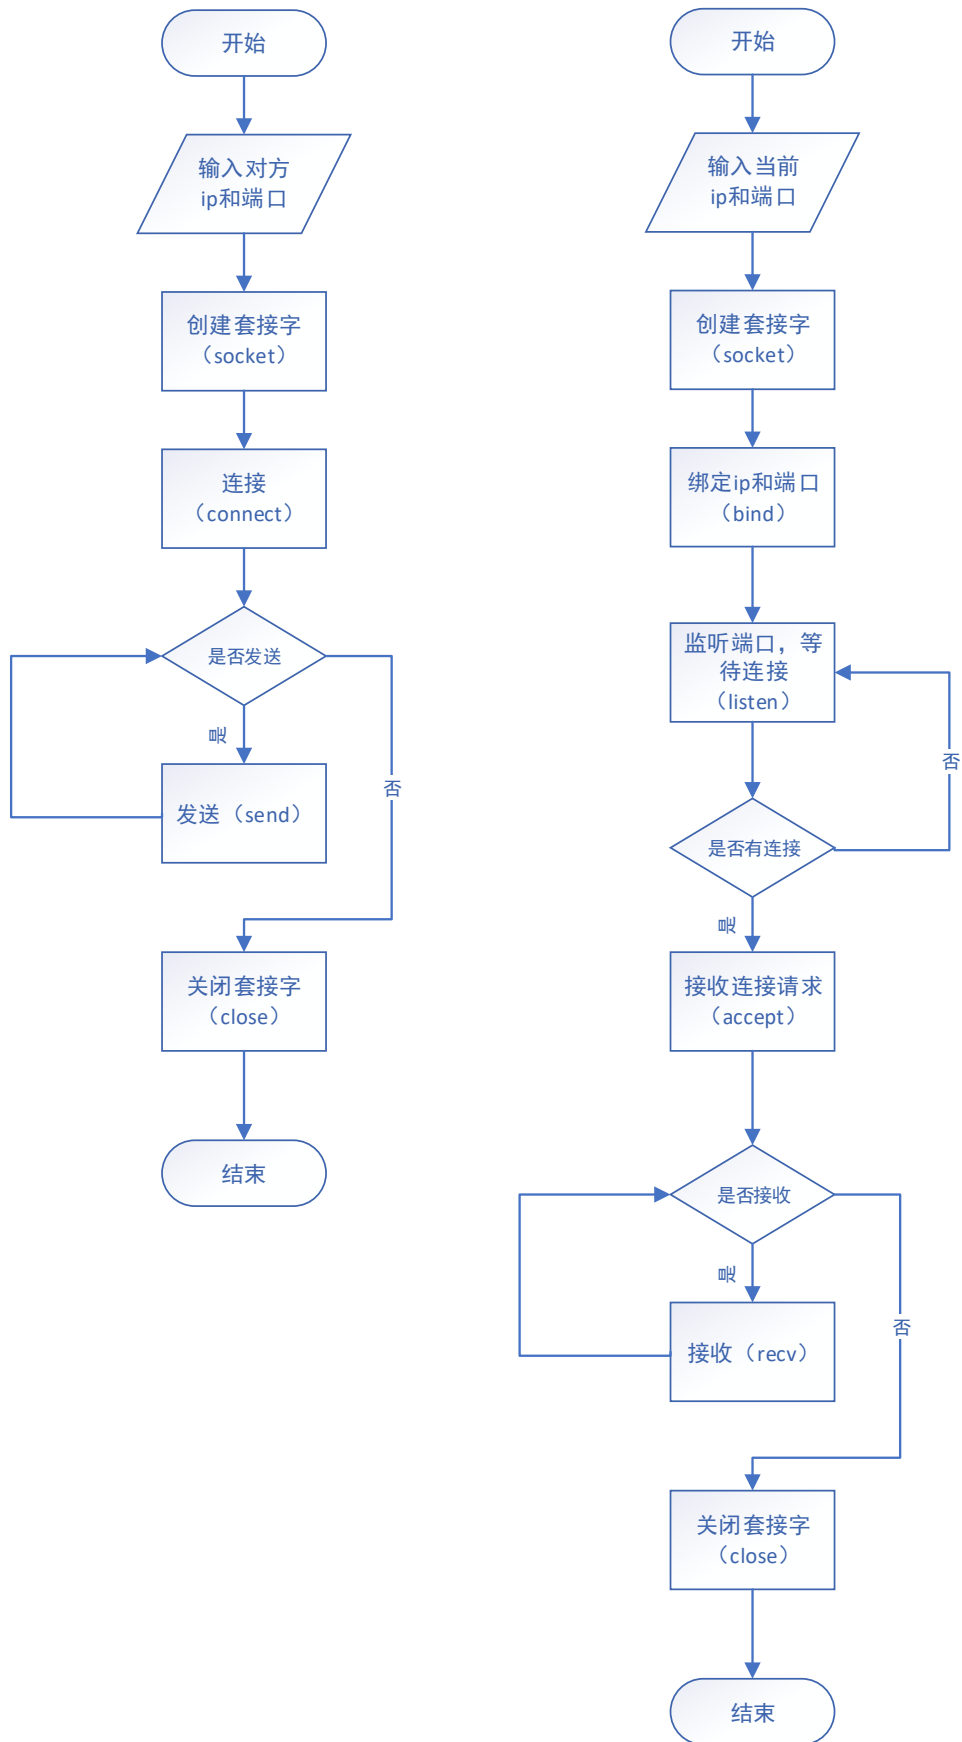 开始
输入对方
ip和端口
创建套接字
（socket）
连接
（connect）
是否发送
是
否
发送（send）
关闭套接字
（close）
结束
开始
输入当前
ip和端口
创建套接字
（socket）
绑定ip和端口
（bind）
监听端口，等
待连接
（listen）
否
是否有连接
是
接收连接请求
（accept）
是否接收
是
否
接收（recv）
关闭套接字
（close）
结束